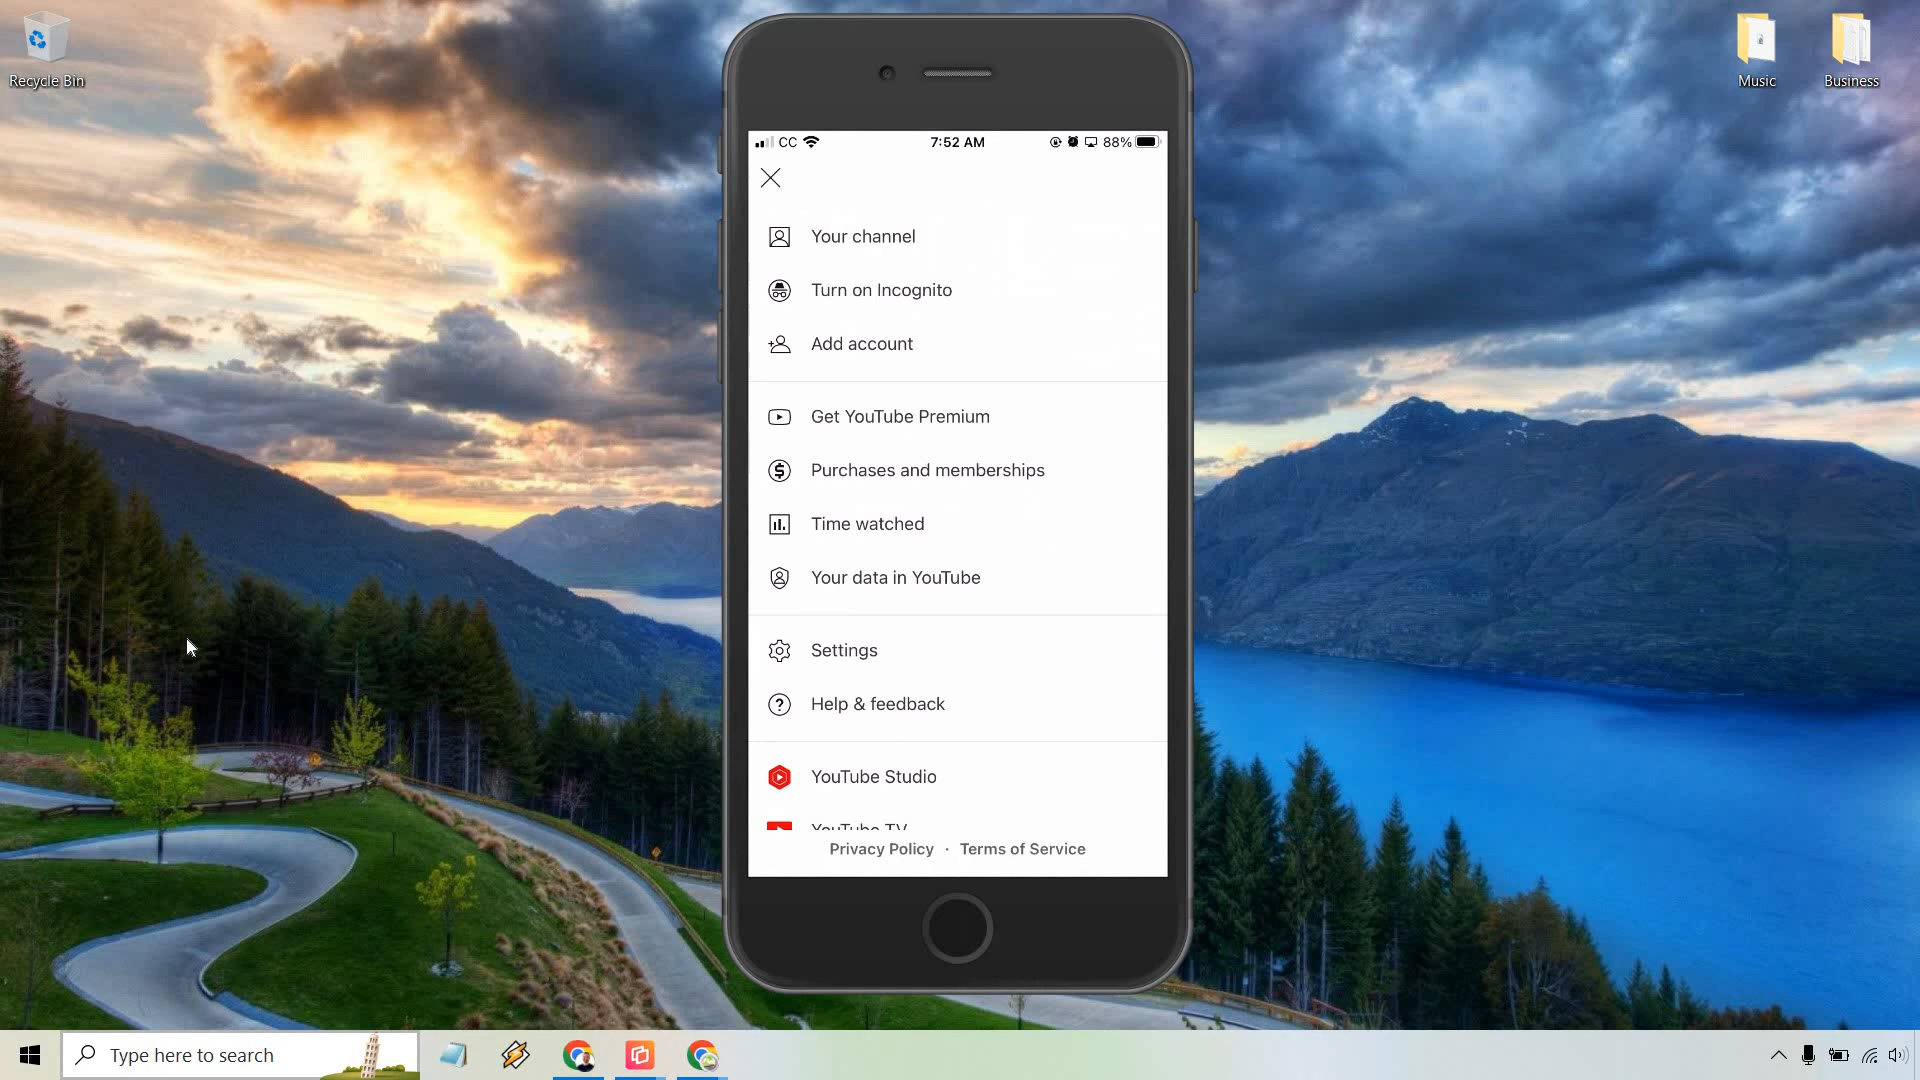 Recycle Bin
Music
Business
CC
7:52 AM
88%
Your channel
Turn on Incognito
Add account
Get YouTube Premium
Purchases and memberships
Time watched
Your data in YouTube
Settings
Help & feedback
YouTube Studio
YouTube TV
Privacy Policy · Terms of Service
Type here to search